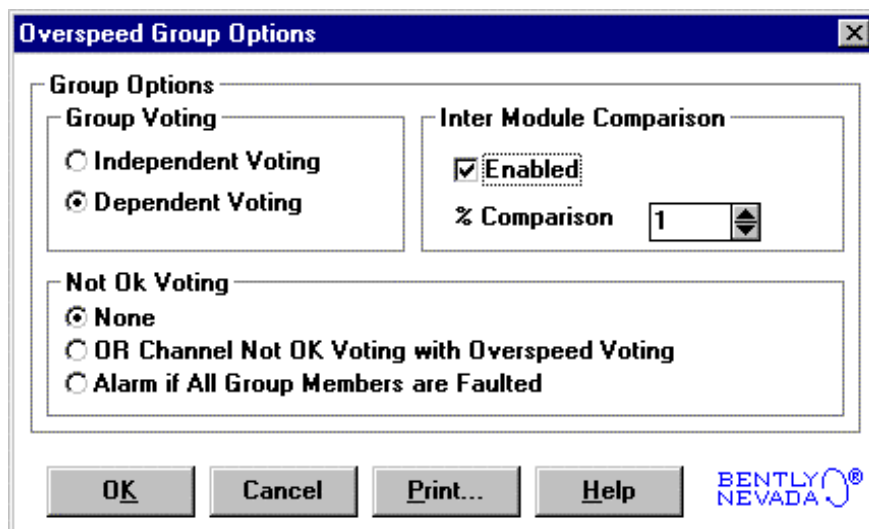 Overspeed Group Options
Group Options
Group Voting
Independent Voting
Dependent Voting
Inter Module Comparison
Enabled
% Comparison 1
Not Ok Voting
None
OR Channel Not OK Voting with Overspeed Voting
Alarm if All Group Members are Faulted
OK Cancel Print... Help
BENTLY ®
NEVADA